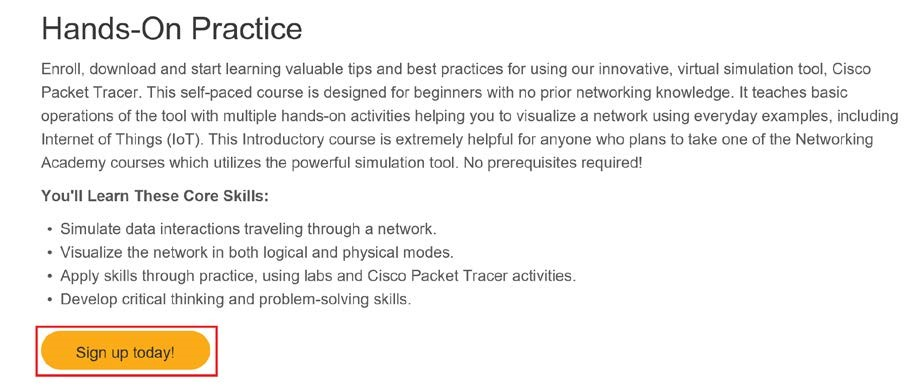 Hands-On Practice
Enroll, download and start learning valuable tips and best practices for using our innovative, virtual simulation tool, Cisco
Packet Tracer. This self-paced course is designed for beginners with no prior networking knowledge. It teaches basic
operations of the tool with multiple hands-on activities helping you to visualize a network using everyday examples, including
Internet of Things (IoT). This Introductory course is extremely helpful for anyone who plans to take one of the Networking
Academy courses which utilizes the powerful simulation tool. No prerequisites required!
You'll Learn These Core Skills:
• Simulate data interactions traveling through a network.
• Visualize the network in both logical and physical modes.
• Apply skills through practice, using labs and Cisco Packet Tracer activities.
• Develop critical thinking and problem-solving skills.
Sign up today!